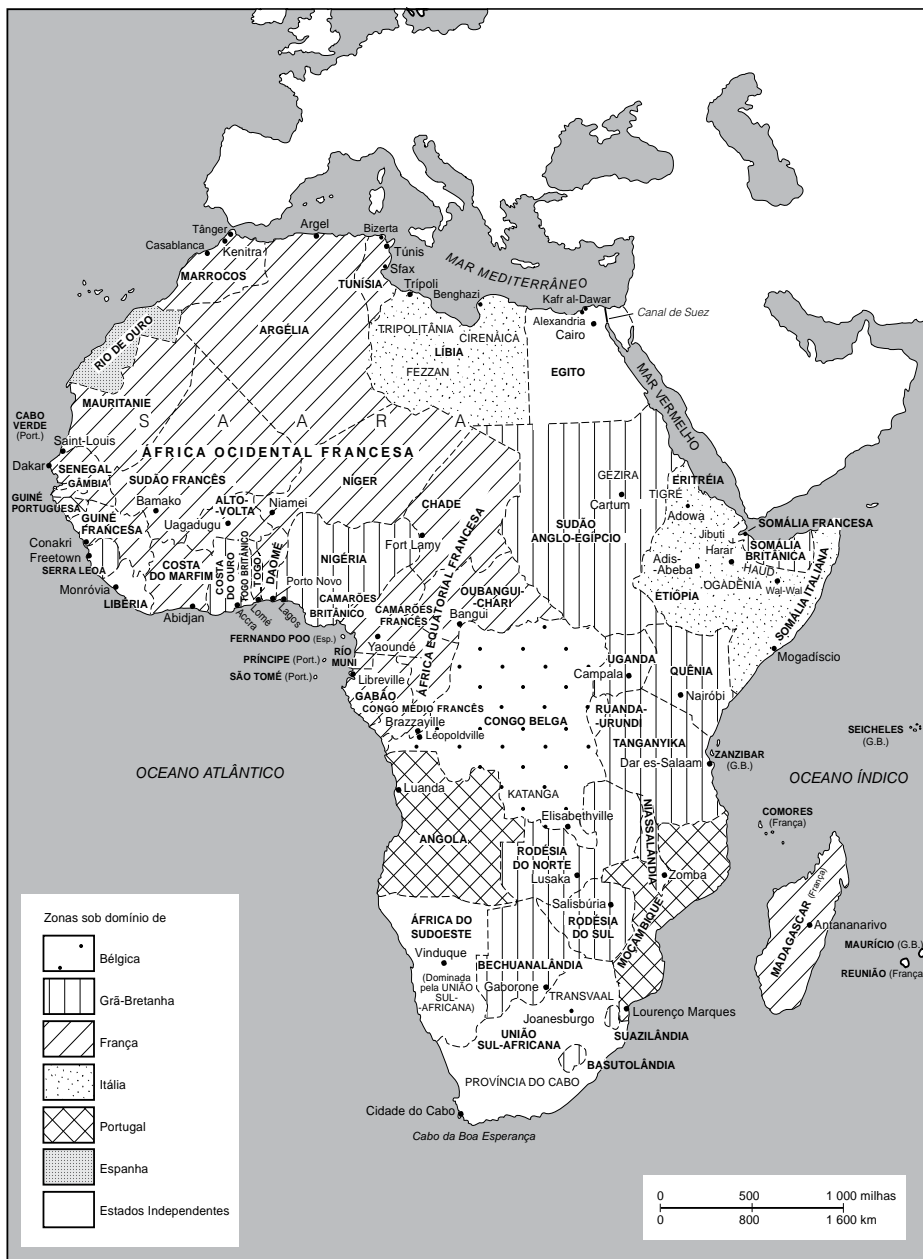 Tânger
Argel
Bizerta
Casablanca
Kenitra
Túnis
MARROCOS
Sfax
MAR MEDITERRÂNEO
TUNÍSIA
Trípoli
Benghazi
Kafr al-Dawar
Canal de Suez
Alexandria
Cairo
RIO DE OURO
ARGÉLIA
TRIPOLITÂNIA
CIRENÁICA
LÍBIA
FEZZAN
EGITO
MAR VERMELHO
MAURITANIE
S A A R A
CABO
VERDE
(Port.)
Saint-Louis
ÁFRICA OCIDENTAL FRANCESA
Dakar
SENEGAL
GÂMBIA
SUDÃO FRANCÊS
NÍGER
CHADE
GEZIRA
Cartum
ERITRÉIA
TIGRÉ
Adowa
GUINÉ
PORTUGUESA
Bamako
ALTO-
-VOLTA
Niamei
GUINÉ
FRANCESA
Uagadugu
Fort Lamy
SUDÃO
ANGLO-EGÍPCIO
SOMÁLIA FRANCESA
Jibuti
Conakri
Freetown
SERRA LEOA
COSTA
DO MARFIM
COSTA
DO OURO
TOGO BRITÂNICO
TOGO
DAOMÉ
NIGÉRIA
Harar
SOMÁLIA
BRITÂNICA
Adis-
Abeba
HAUD
OGADÊNIA
Wal-Wal
ETIÓPIA
SOMÁLIA ITALIANA
Monróvia
LIBÉRIA
Porto Novo
CAMARÕES
BRITÂNICO
CAMARÕES
FRANCÊS
OUBANGUI-
-CHARI
Bangui
ÁFRICA EQUATORIAL FRANCESA
Abidjan
Accra
Lomé
Lagos
FERNANDO POO (Esp.)
Yaoundé
PRÍNCIPE (Port.)
RÍO
MUNI
SÃO TOMÉ (Port.)
Libreville
UGANDA
Campala
QUÊNIA
Mogadíscio
GABÃO
CONGO MÉDIO FRANCÊS
Nairóbi
Brazzaville
Léopoldville
CONGO BELGA
RUANDA-
-URUNDI
TANGANYIKA
SEICHELES
(G.B.)
ZANZIBAR
(G.B.)
Dar es-Salaam
OCEANO ATLÂNTICO
OCEANO ÍNDICO
Luanda
KATANGA
COMORES
(França)
Elisabethville
ANGOLA
NIASSALÂNDIA
RODÉSIA
DO NORTE
Lusaka
Zomba
Salisbúria
MADAGASCAR (França)
ÁFRICA DO
SUDOESTE
RODÉSIA
DO SUL
MOÇAMBIQUE
Antananarivo
Vinduque
BECHUANALÂNDIA
MAURÍCIO (G.B.)
REUNIÃO (França)
(Dominada
pela UNIÃO
SUL-
-AFRICANA)
Gaborone
TRANSVAAL
Lourenço Marques
Joanesburgo
UNIÃO
SUL-AFRICANA
SUAZILÂNDIA
BASUTOLÂNDIA
PROVÍNCIA DO CABO
Cidade do Cabo
Cabo da Boa Esperança
Zonas sob domínio de
Bélgica
Grã-Bretanha
França
Itália
Portugal
Espanha
Estados Independentes
0 500 1 000 milhas
0 800 1 600 km